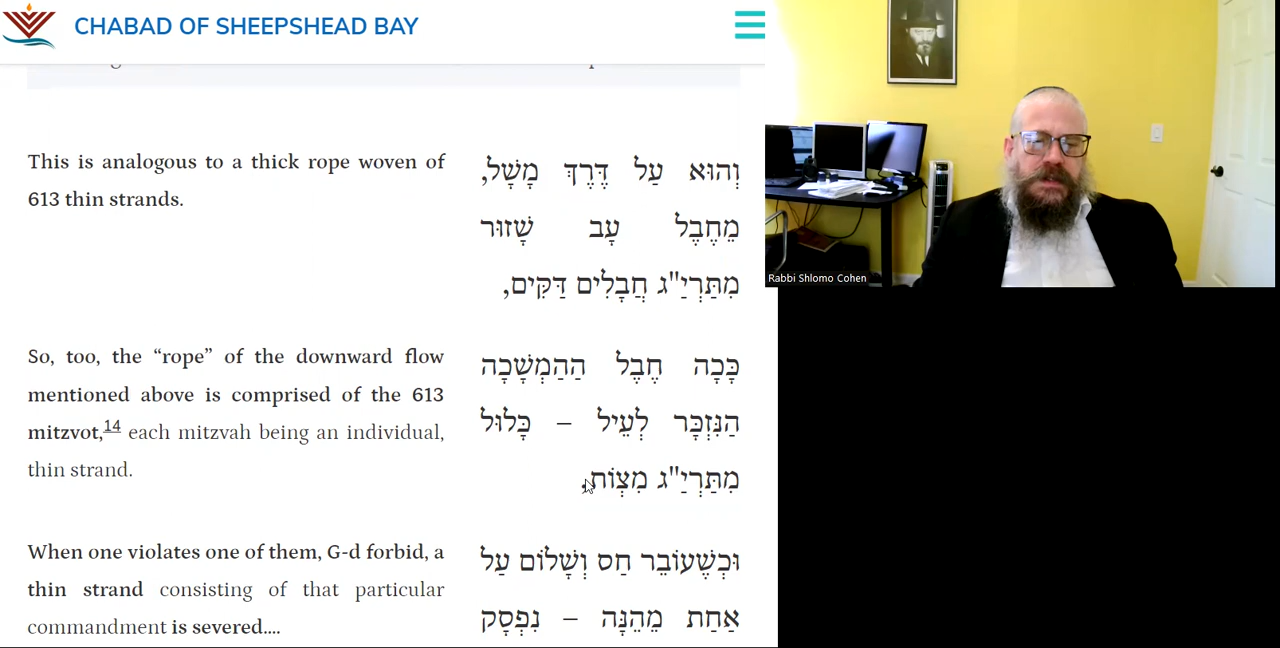 CHABAD OF SHEEPSHEAD BAY
This is analogous to a thick rope woven of
613 thin strands.
וְהוּא עַל דֶּרֶךְ מָשָׁל,
מֵחֶבֶל עָב שָׁזוּר
מִתַּרְיַ"ג חֲבָלִים דַּקִּים,
So, too, the “rope” of the downward flow
mentioned above is comprised of the 613
mitzvot,14 each mitzvah being an individual,
thin strand.
כָּכָה חֶבֶל הַהַמְשָׁכָה
הַנִּזְכָּר לְעֵיל – כָּלוּל
מִתַּרְיַ"ג מִצְוֹת.
When one violates one of them, G-d forbid, a
thin strand consisting of that particular
commandment is severed....
וּכְשֶׁעוֹבֵר חַס וְשָׁלוֹם עַל
אַחַת מֵהֵנָּה – נִפְסָק
Rabbi Shlomo Cohen